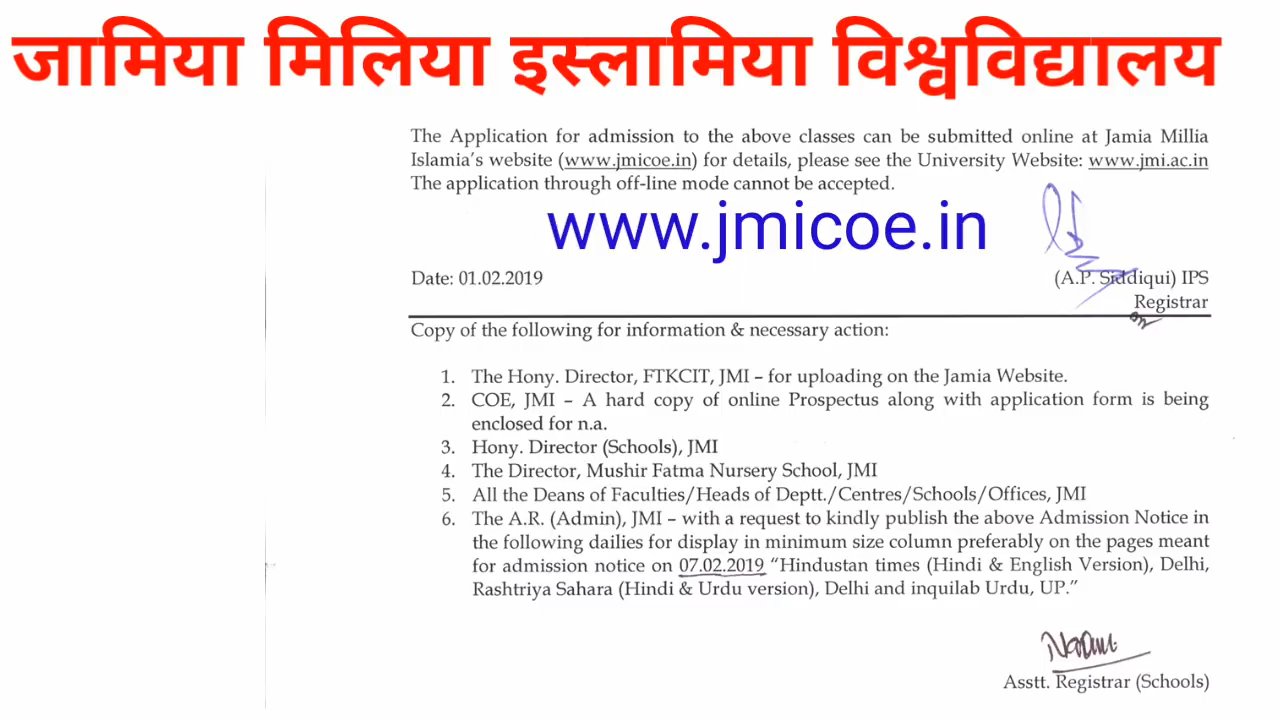 जामिया मिलिया इस्लामिया विश्वविद्यालय
The Application for admission to the above classes can be submitted online at Jamia Millia
Islamia's website (www.jmicoe.in) for details, please see the University Website: www.jmi.ac.in
The application through off-line mode cannot be accepted.
www.jmicoe.in
Date: 01.02.2019
(A.P. Siddiqui) IPS
Registrar
Copy of the following for information & necessary action:
1. The Hony. Director, FTKCIT, JMI – for uploading on the Jamia Website.
2. COE, JMI – A hard copy of online Prospectus along with application form is being
enclosed for n.a.
3. Hony. Director (Schools), JMI
4. The Director, Mushir Fatma Nursery School, JMI
5. All the Deans of Faculties/Heads of Deptt./Centres/Schools/Offices, JMI
6. The A.R. (Admin), JMI – with a request to kindly publish the above Admission Notice in
the following dailies for display in minimum size column preferably on the pages meant
for admission notice on 07.02.2019 "Hindustan times (Hindi & English Version), Delhi,
Rashtriya Sahara (Hindi & Urdu version), Delhi and inquilab Urdu, UP."
Asstt. Registrar (Schools)